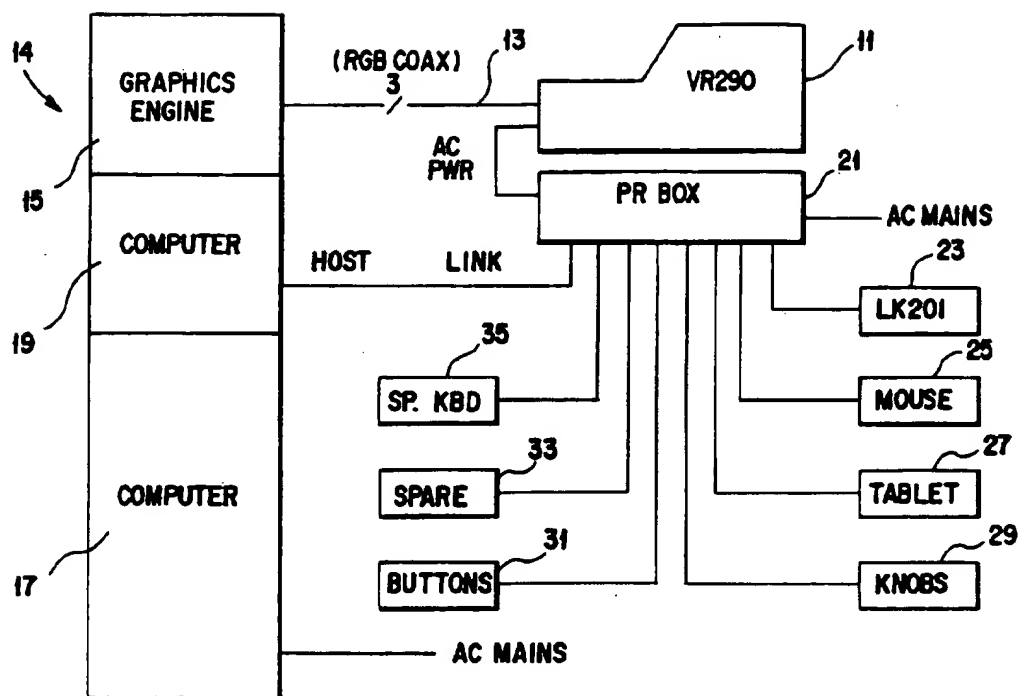 14
GRAPHICS
ENGINE
15
COMPUTER
19
COMPUTER
17
(RGB COAX)
3
13
VR290
11
AC
PWR
PR BOX
21
AC MAINS
HOST LINK
LK201
23
MOUSE
25
TABLET
27
KNOBS
29
SP. KBD
35
SPARE
33
BUTTONS
31
AC MAINS